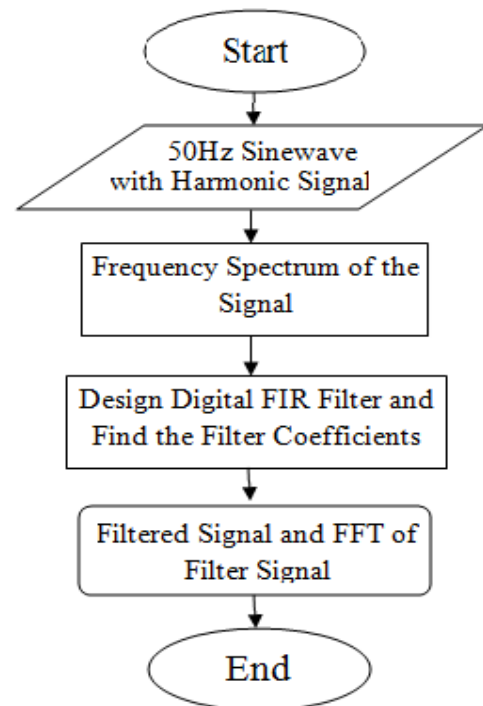 Start
50Hz Sinewave
with Harmonic Signal
Frequency Spectrum of the
Signal
Design Digital FIR Filter and
Find the Filter Coefficients
Filtered Signal and FFT of
Filter Signal
End